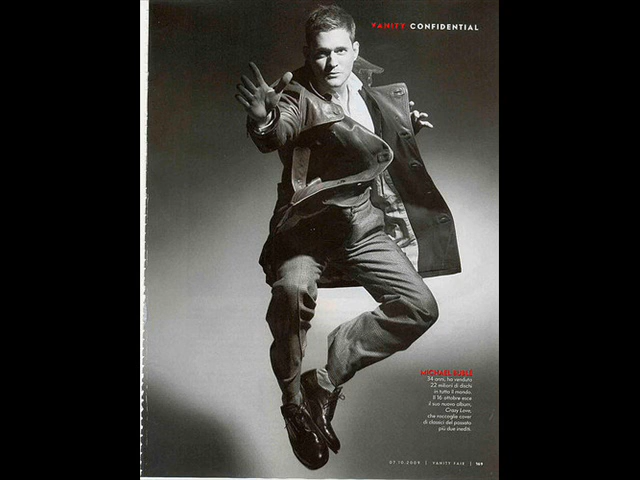 VANITY CONFIDENTIAL
MICHAEL BUBLÉ
34 anni, ha venduto
22 milioni di dischi
in tutto il mondo.
Il 16 ottobre esce
il suo nuovo album,
Crazy Love,
che raccoglie cover
di classici del passato
più due inediti.
07.10.2009 | VANITY FAIR | 169